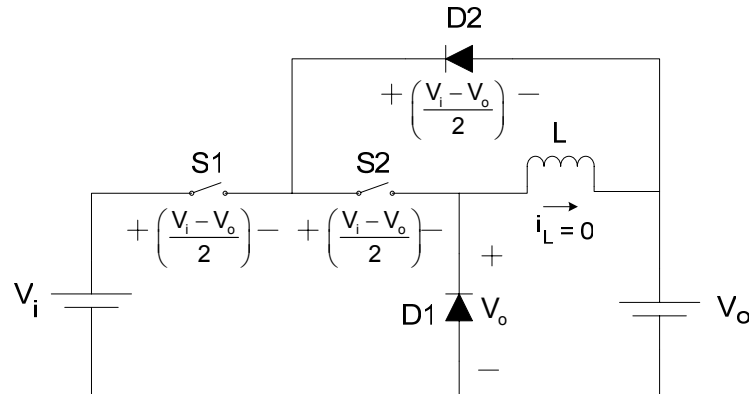 D2
+ (Vi − Vo / 2) −
L
S1
S2
iL = 0
+ (Vi − Vo / 2) −
+ (Vi − Vo / 2) −
+
Vi
D1
Vo
Vo
−